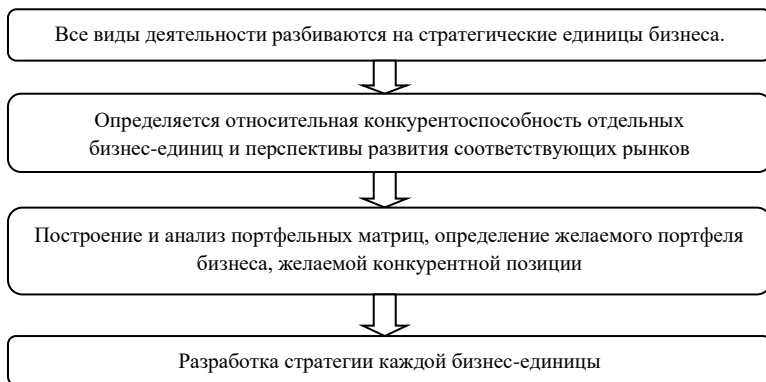 Все виды деятельности разбиваются на стратегические единицы бизнеса.
Определяется относительная конкурентоспособность отдельных
бизнес-единиц и перспективы развития соответствующих рынков
Построение и анализ портфельных матриц, определение желаемого портфеля
бизнеса, желаемой конкурентной позиции
Разработка стратегии каждой бизнес-единицы